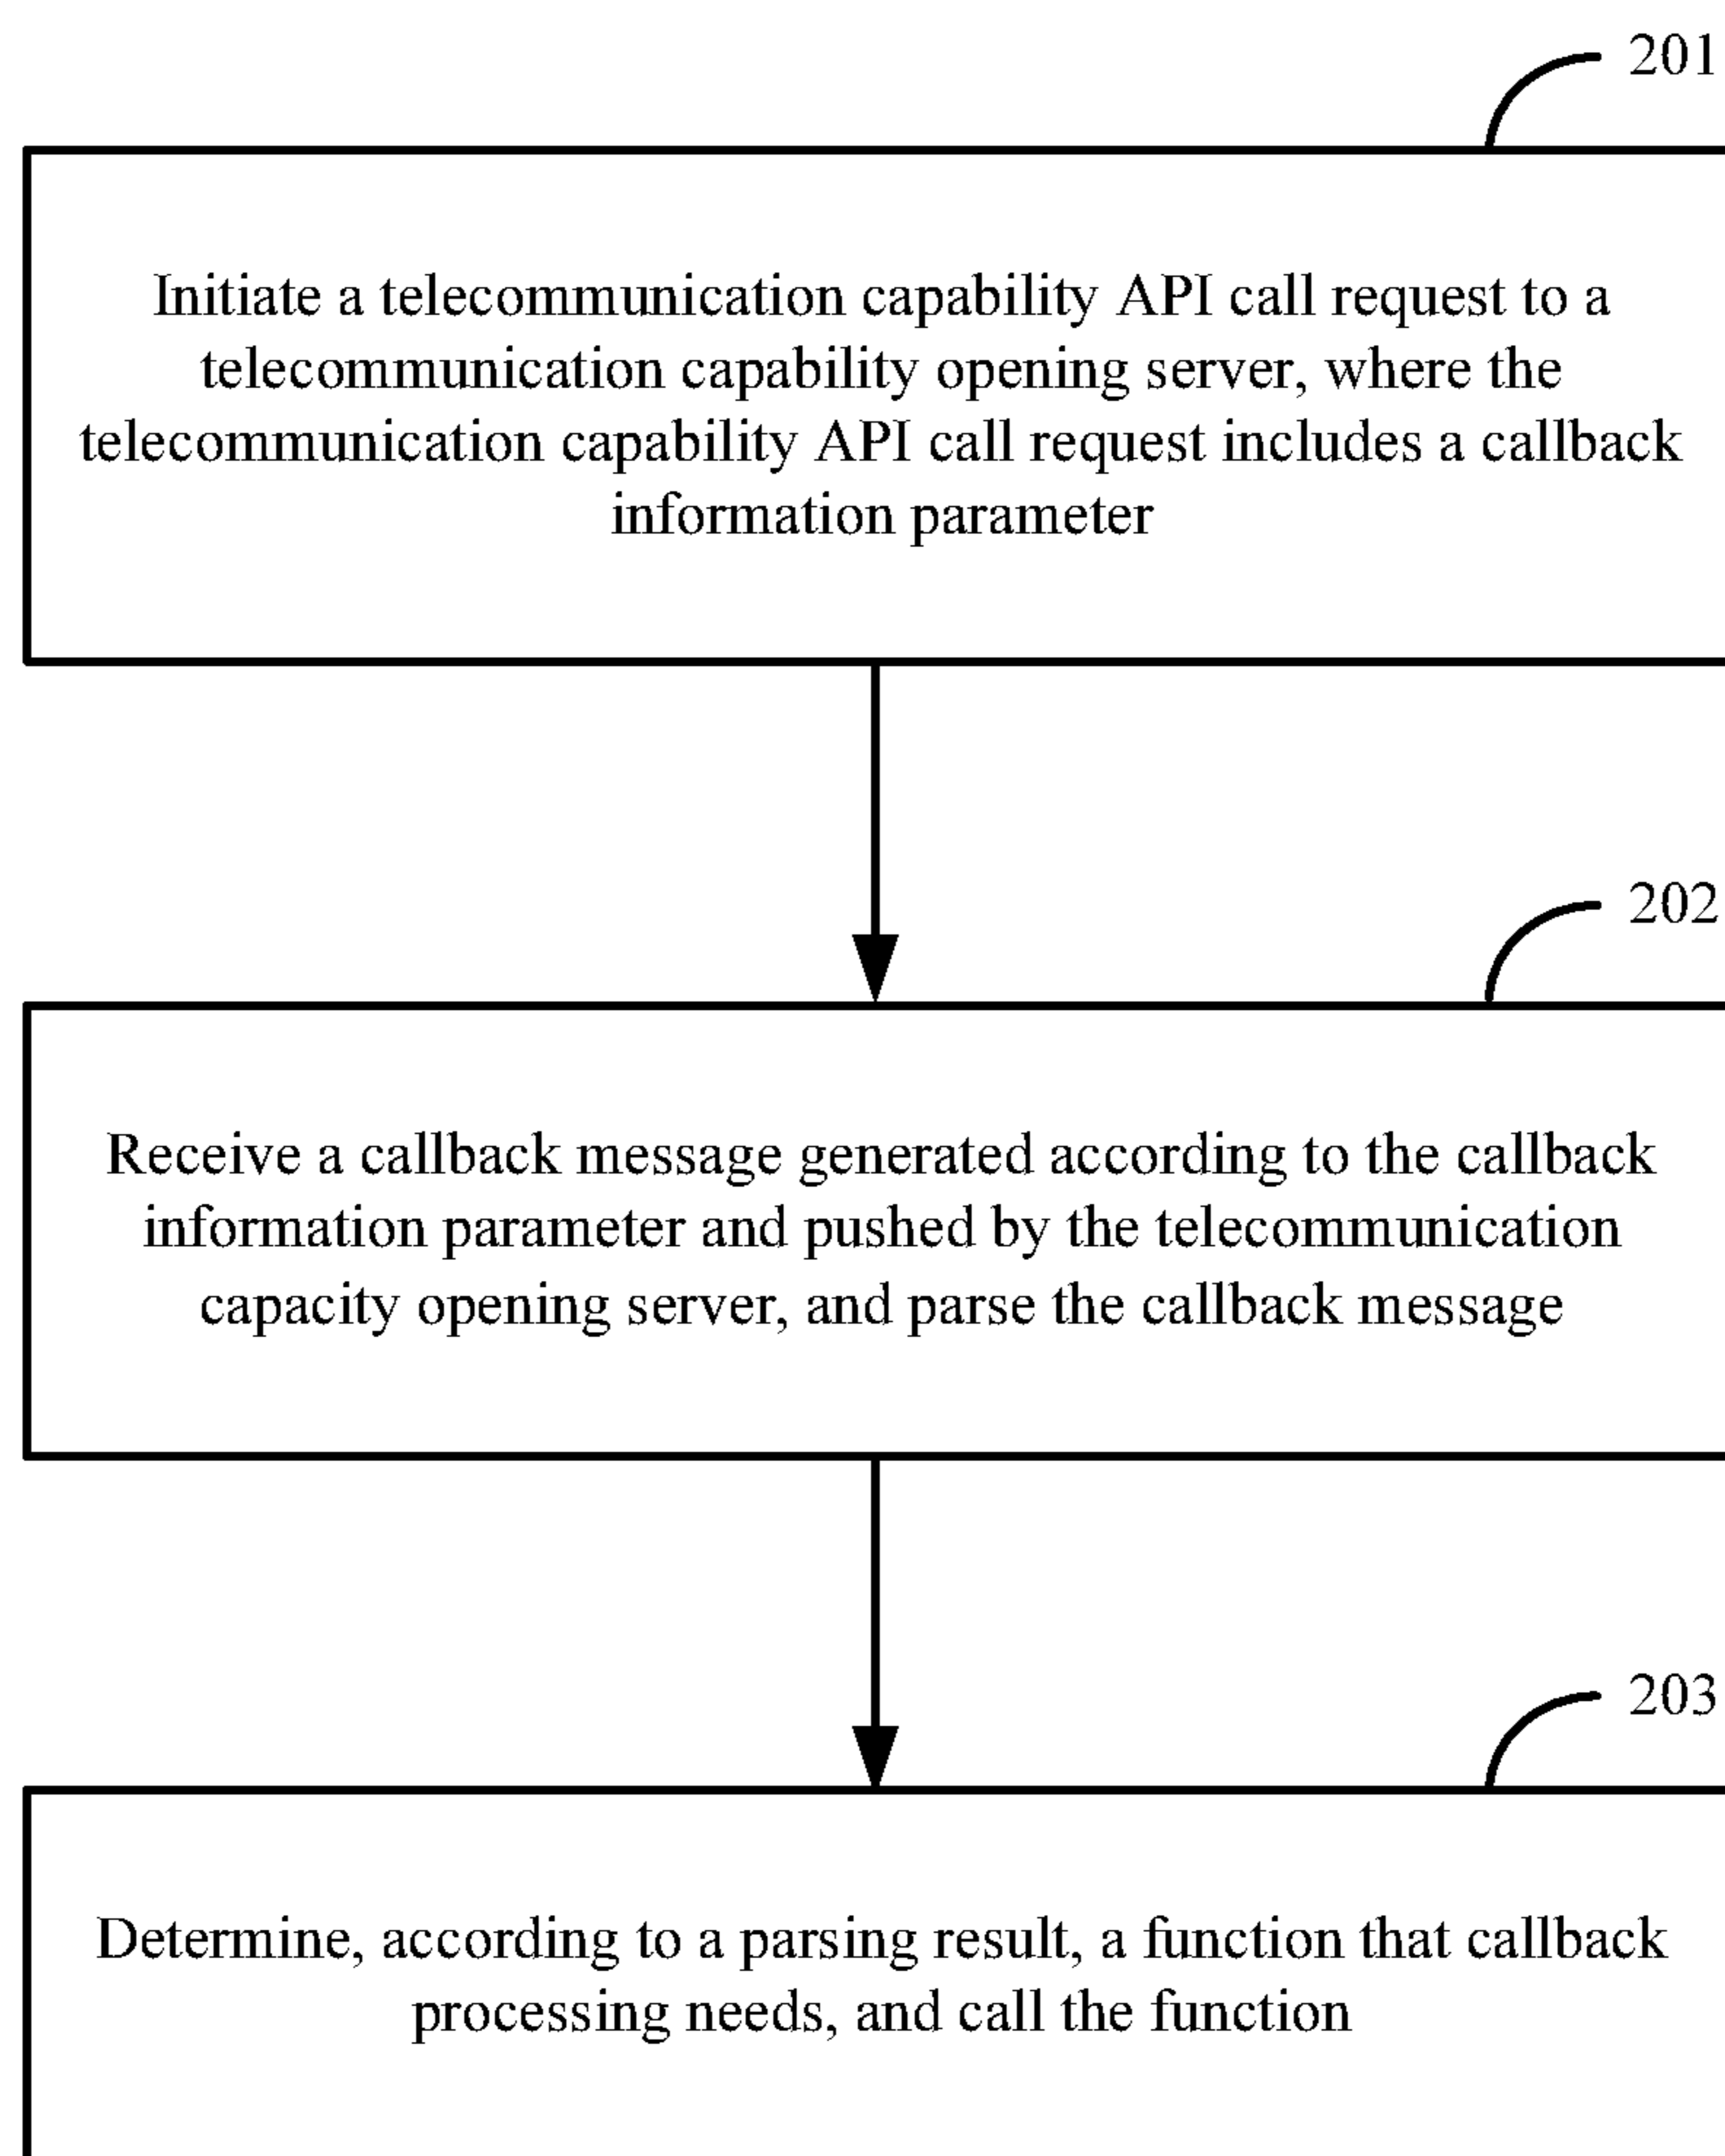 201
Initiate a telecommunication capability API call request to a
telecommunication capability opening server, where the
telecommunication capability API call request includes a callback
information parameter
202
Receive a callback message generated according to the callback
information parameter and pushed by the telecommunication
capacity opening server, and parse the callback message
203
Determine, according to a parsing result, a function that callback
processing needs, and call the function